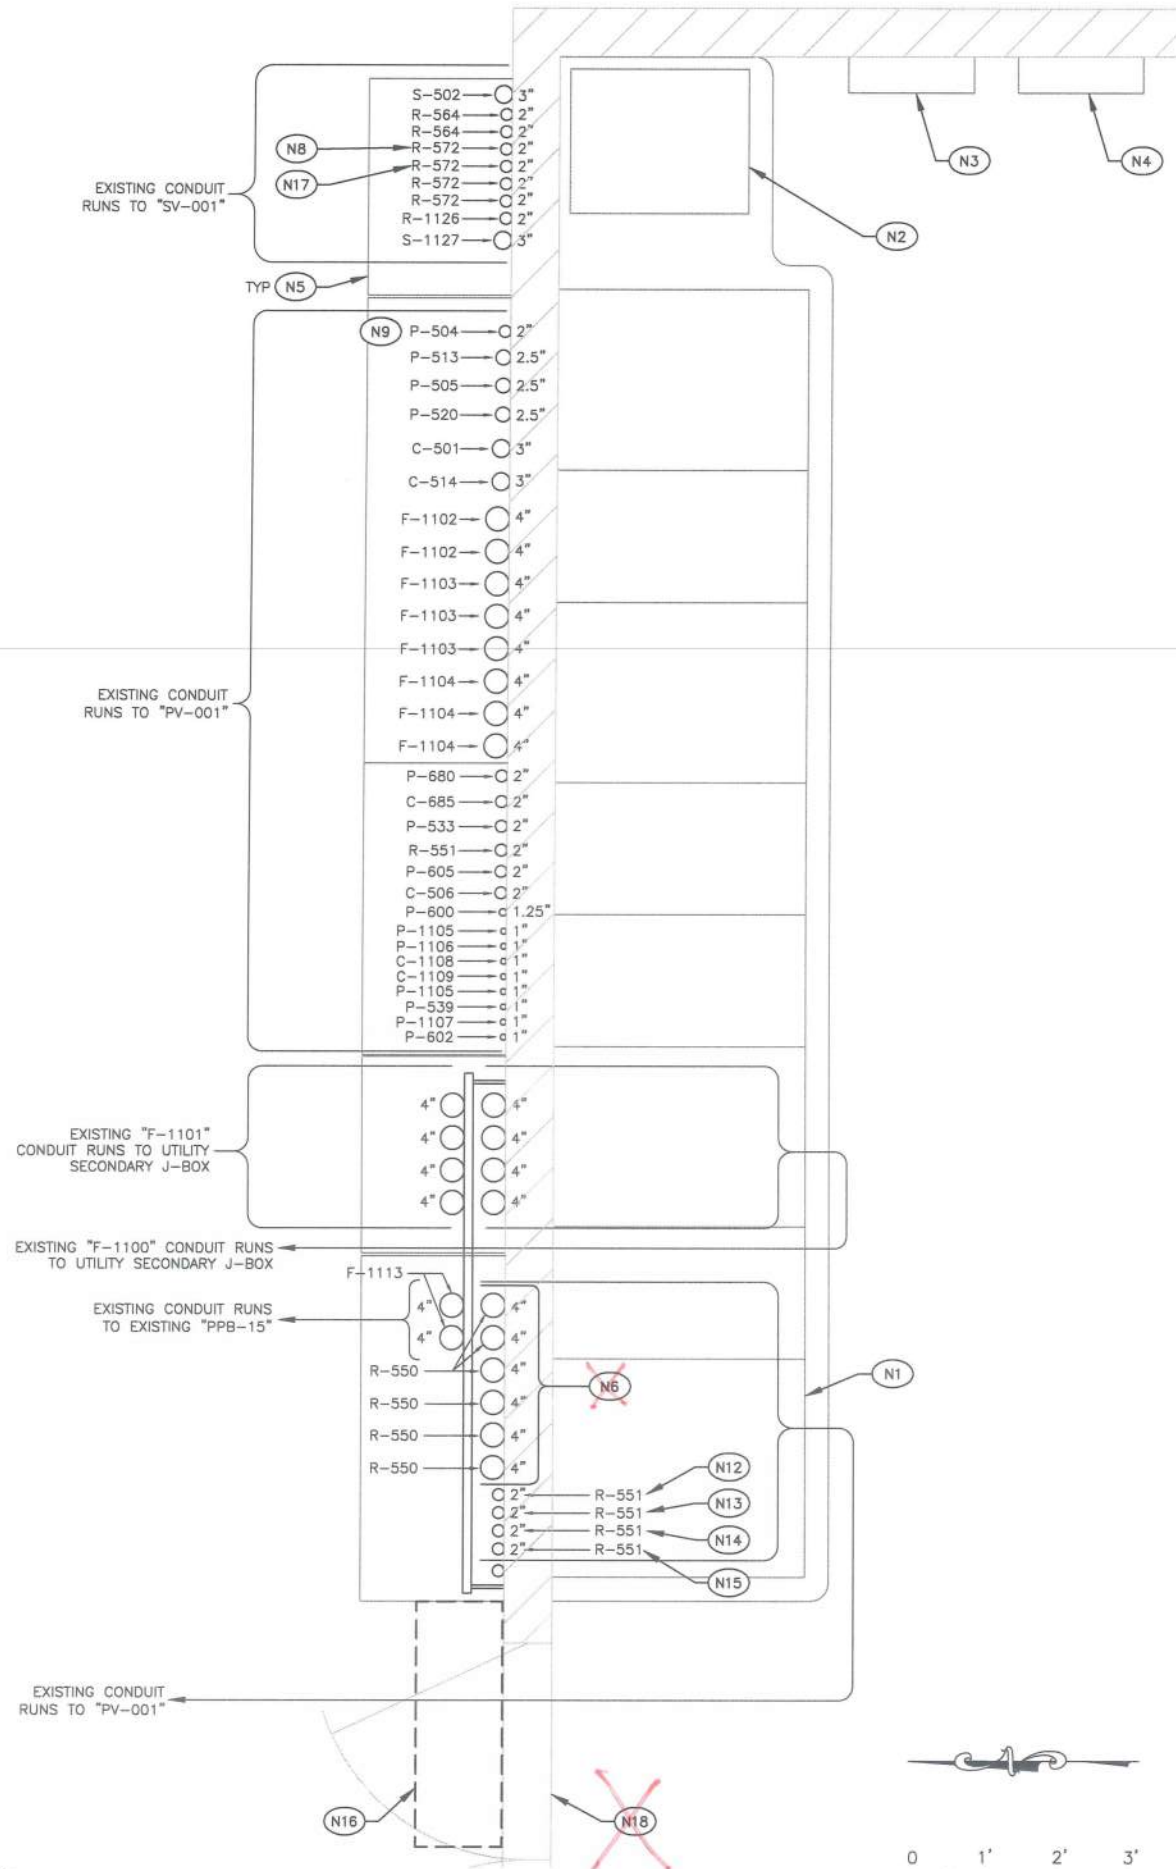 S-502 3"
R-564 2"
R-564 2"
N8 R-572 2"
N17 R-572 2"
R-572 2"
R-572 2"
R-1126 2"
S-1127 3"
EXISTING CONDUIT
RUNS TO "SV-001"
N3
N4
N2
TYP N5
N9 P-504 2"
P-513 2.5"
P-505 2.5"
P-520 2.5"
C-501 3"
C-514 3"
F-1102 4"
F-1102 4"
F-1103 4"
F-1103 4"
F-1103 4"
F-1104 4"
F-1104 4"
F-1104 4"
EXISTING CONDUIT
RUNS TO "PV-001"
P-680 2"
C-685 2"
P-533 2"
R-551 2"
P-605 2"
C-506 2"
P-600 1.25"
P-1105 1"
P-1106 1"
C-1108 1"
C-1109 1"
P-1105 1"
P-539 1"
P-1107 1"
P-602 1"
4" 4"
4" 4"
4" 4"
4" 4"
EXISTING "F-1101"
CONDUIT RUNS TO UTILITY
SECONDARY J-BOX
EXISTING "F-1100" CONDUIT RUNS
TO UTILITY SECONDARY J-BOX
F-1113
4" 4"
4" 4"
EXISTING CONDUIT RUNS
TO EXISTING "PPB-15"
R-550 4"
R-550 4"
R-550 4"
R-550 4"
N6
N1
2" R-551 N12
2" R-551 N13
2" R-551 N14
2" R-551 N15
EXISTING CONDUIT
RUNS TO "PV-001"
N16
N18
0 1' 2' 3'